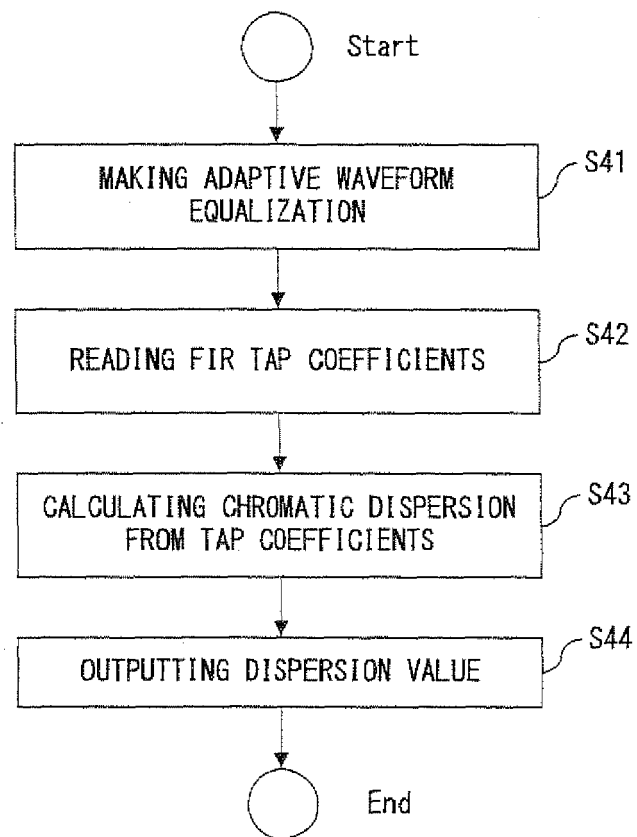 Start
MAKING ADAPTIVE WAVEFORM
EQUALIZATION
S41
READING FIR TAP COEFFICIENTS
S42
CALCULATING CHROMATIC DISPERSION
FROM TAP COEFFICIENTS
S43
OUTPUTTING DISPERSION VALUE
S44
End